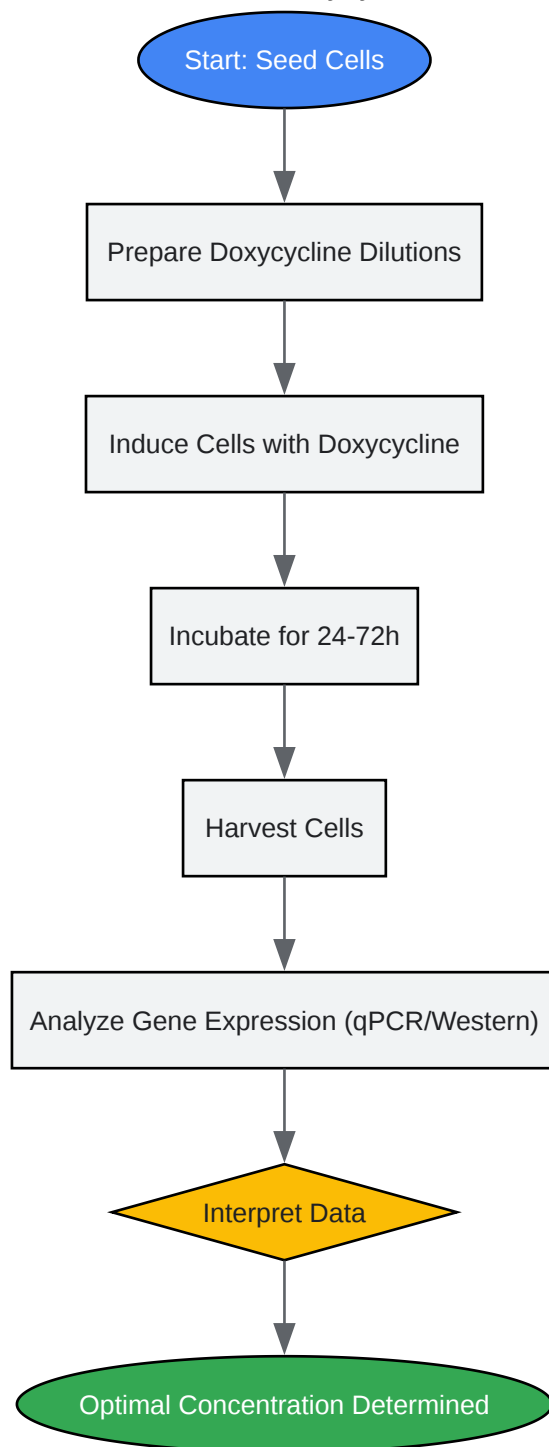 Start: Seed Cells
Prepare Doxycycline Dilutions
Induce Cells with Doxycycline
Incubate for 24-72h
Harvest Cells
Analyze Gene Expression (qPCR/Western)
Interpret Data
Optimal Concentration Determined